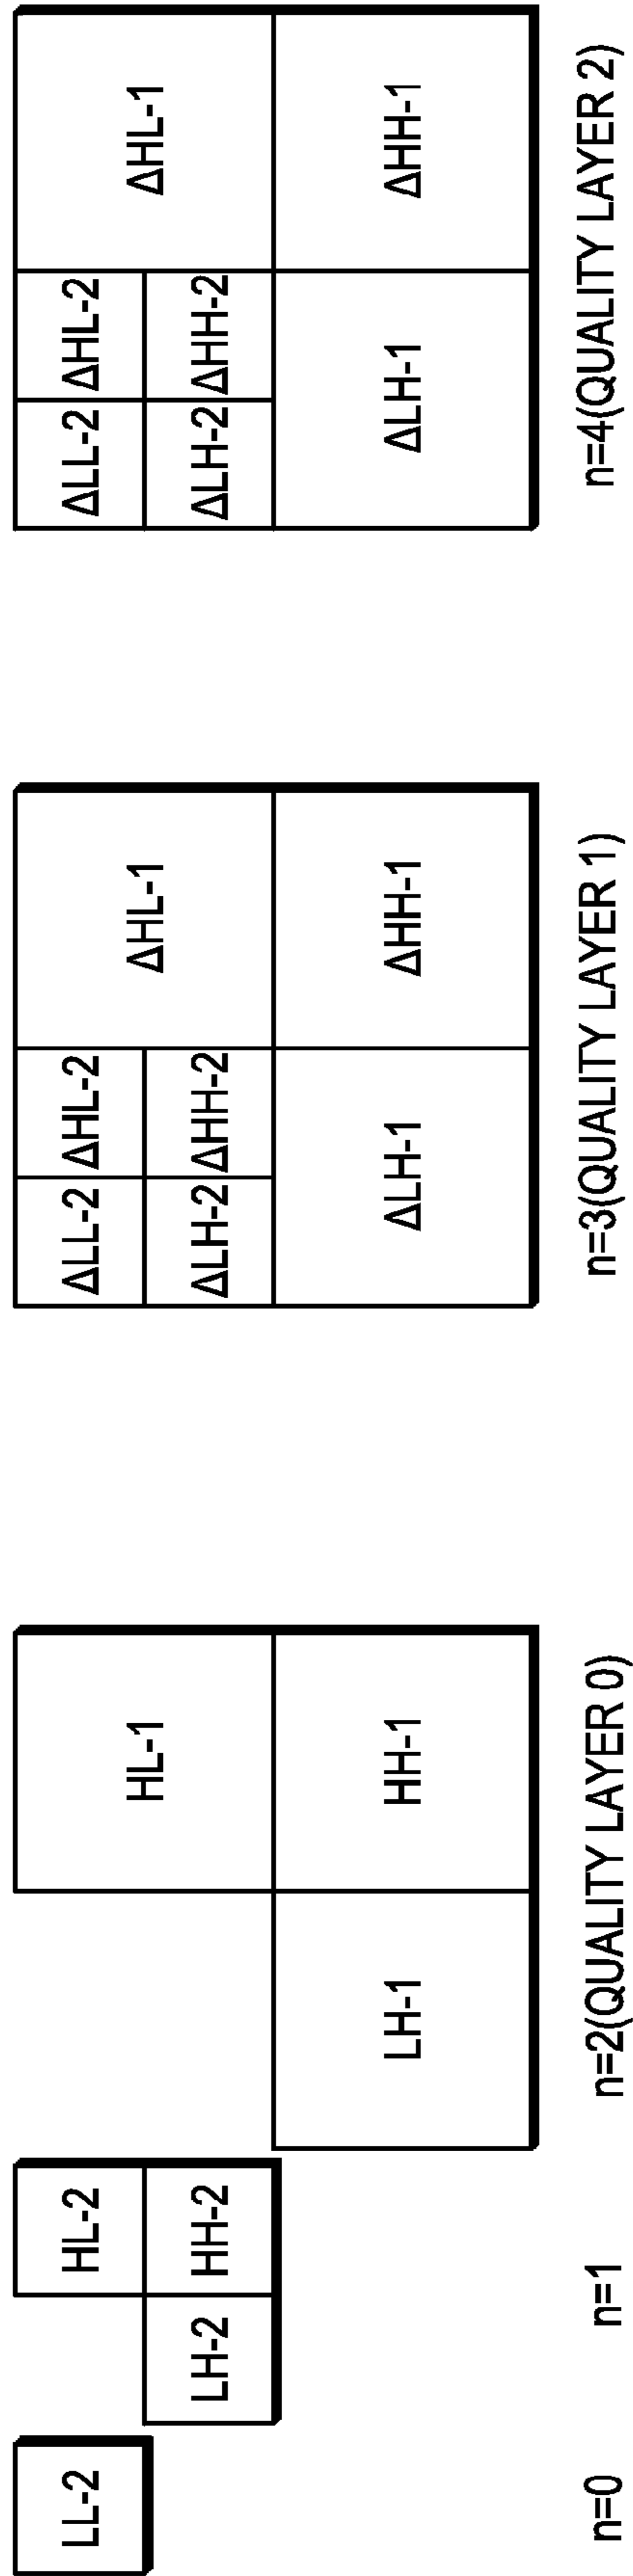 LL-2
n=0
HL-2
LH-2 HH-2
n=1
HL-1
LH-1 HH-1
n=2(QUALITY LAYER 0)
ΔLL-2 ΔHL-2 ΔHL-1
ΔLH-2 ΔHH-2
ΔLH-1 ΔHH-1
n=3(QUALITY LAYER 1)
ΔLL-2 ΔHL-2 ΔHL-1
ΔLH-2 ΔHH-2
ΔLH-1 ΔHH-1
n=4(QUALITY LAYER 2)